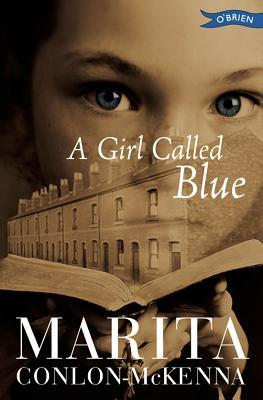 O'BRIEN
A Girl Called
Blue
MARITA
CONLON-McKENNA